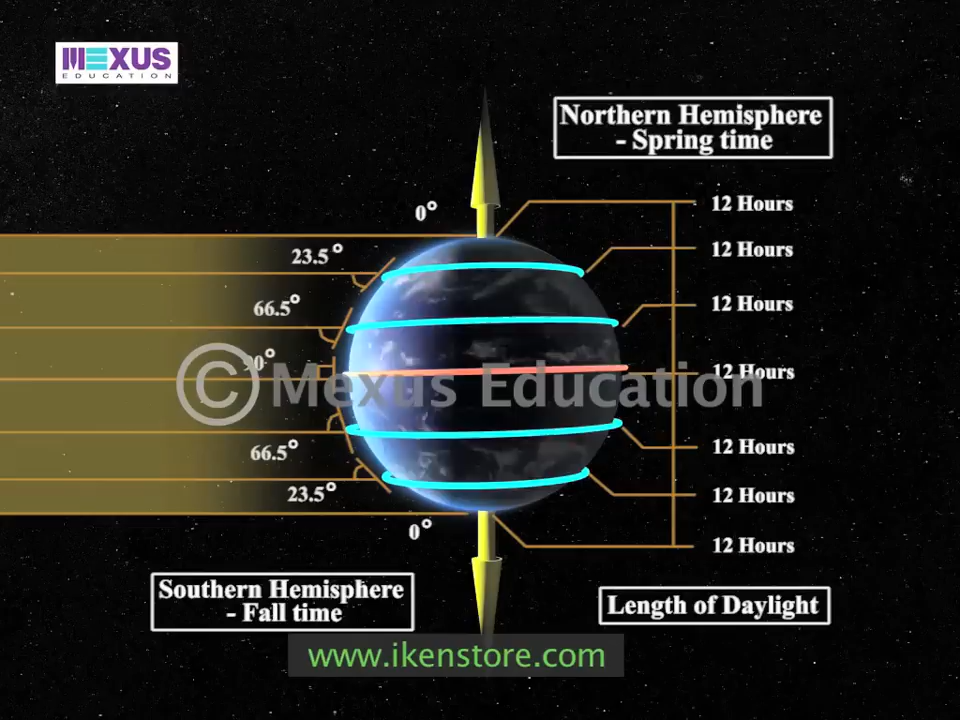 MEXUS
EDUCATION
Northern Hemisphere
- Spring time
0°
12 Hours
23.5°
12 Hours
66.5°
12 Hours
90°
12 Hours
© Mexus Education
66.5°
12 Hours
23.5°
12 Hours
0°
12 Hours
Southern Hemisphere
- Fall time
Length of Daylight
www.ikenstore.com